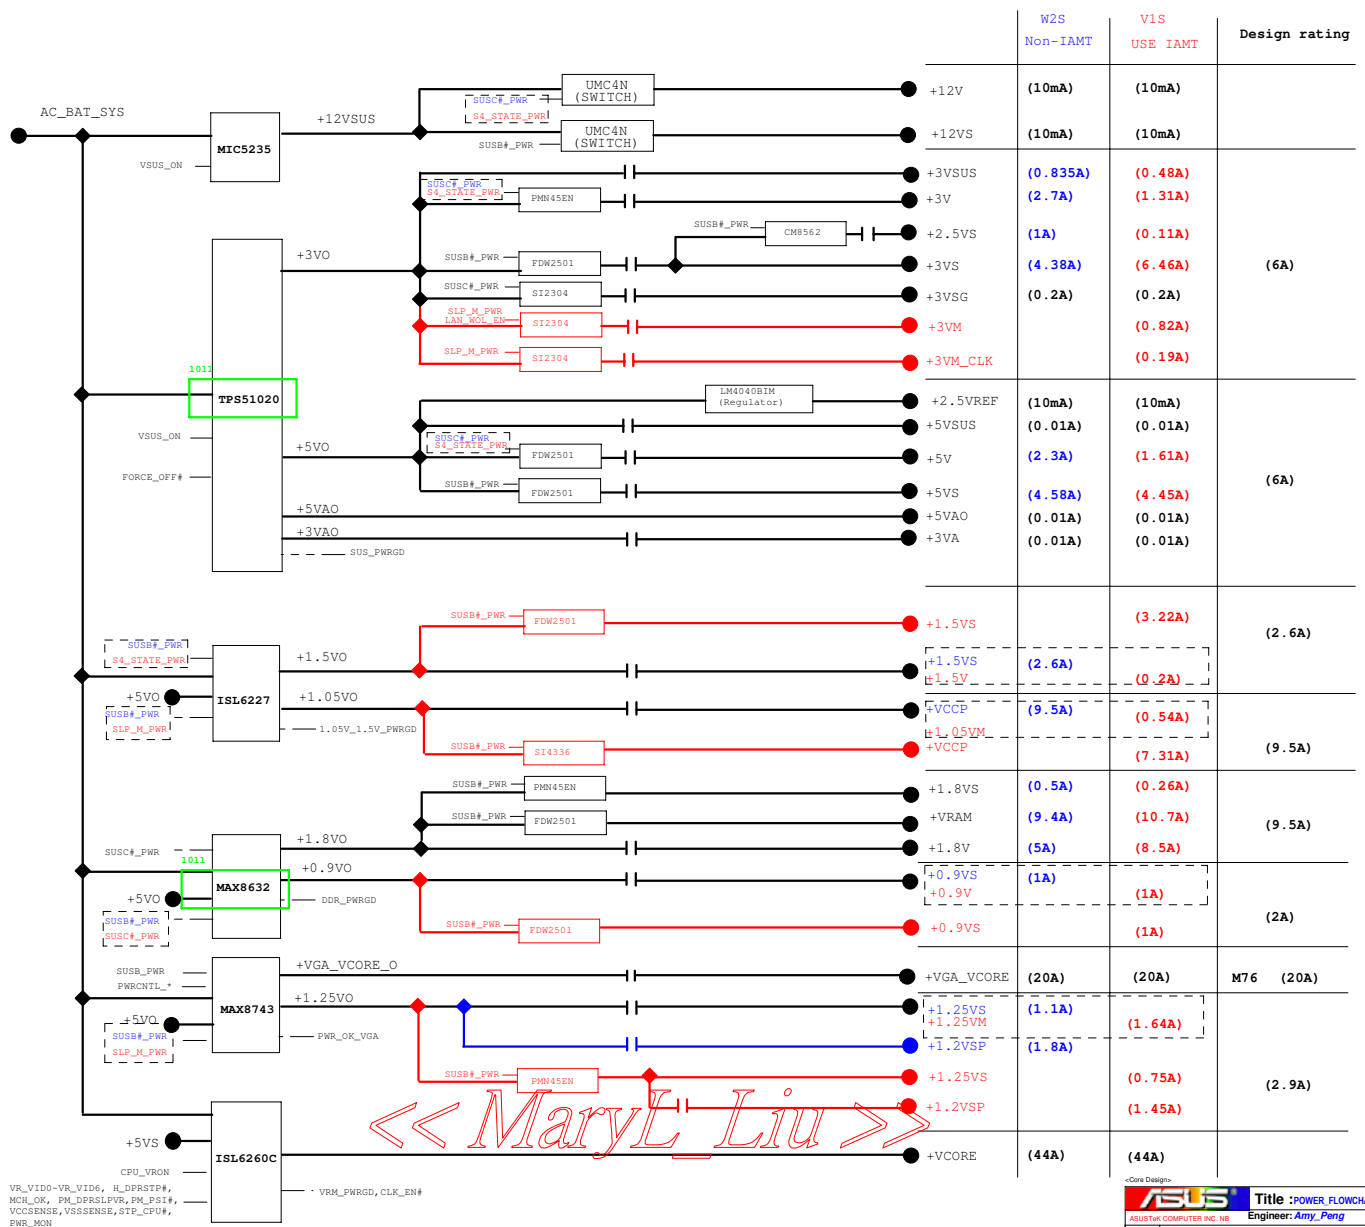 W2S V1S
Non-IAMT USE IAMT Design rating
UMC4N
(SWITCH)
+12V (10mA) (10mA)
SUSC#_PWR
S4_STATE_PWR
AC_BAT_SYS
+12VSUS
UMC4N
(SWITCH)
+12VS (10mA) (10mA)
MIC5235
SUSB#_PWR
VSUS_ON
+3VSUS (0.835A) (0.48A)
SUSC#_PWR
S4_STATE_PWR
PMN45EN
+3V (2.7A) (1.31A)
SUSB#_PWR
CM8562
+2.5VS (1A) (0.11A)
+3VO
SUSB#_PWR
FDW2501
+3VS (4.38A) (6.46A) (6A)
SUSC#_PWR
SI2304
+3VSG (0.2A) (0.2A)
SLP_M_PWR
LAN_WOL_EN
SI2304
+3VM (0.82A)
SLP_M_PWR
SI2304
+3VM_CLK (0.19A)
1011
TPS51020
LM4040BIM
(Regulator)
+2.5VREF (10mA) (10mA)
+5VSUS (0.01A) (0.01A)
VSUS_ON
SUSC#_PWR
S4_STATE_PWR
+5VO
FDW2501
+5V (2.3A) (1.61A)
FORCE_OFF#
SUSB#_PWR
FDW2501
+5VS (4.58A) (4.45A) (6A)
+5VAO
+5VAO (0.01A) (0.01A)
+3VAO
+3VA (0.01A) (0.01A)
SUS_PWRGD
SUSB#_PWR
FDW2501
+1.5VS (3.22A) (2.6A)
SUSB#_PWR
S4_STATE_PWR
+1.5VO
+1.5VS (2.6A)
+1.5V (0.2A)
+5VO
ISL6227
+1.05VO
SUSB#_PWR
SLP_M_PWR
1.05V_1.5V_PWRGD
+VCCP (9.5A) (0.54A)
+1.05VM
SUSB#_PWR
SI4336
+VCCP (7.31A) (9.5A)
SUSB#_PWR
PMN45EN
+1.8VS (0.5A) (0.26A)
SUSB#_PWR
FDW2501
+VRAM (9.4A) (10.7A) (9.5A)
SUSC#_PWR
+1.8VO
+1.8V (5A) (8.5A)
1011
MAX8632
+0.9VO
+0.9VS (1A)
+0.9V (1A)
+5VO
DDR_PWRGD
SUSB#_PWR
SUSC#_PWR
SUSB#_PWR
FDW2501
+0.9VS (1A) (2A)
SUSB_PWR
PWRCNTL_*
+VGA_VCORE_O
+VGA_VCORE (20A) (20A) M76 (20A)
MAX8743
+1.25VO
+1.25VS (1.1A)
+1.25VM (1.64A)
+5VO
SUSB#_PWR
SLP_M_PWR
PWR_OK_VGA
+1.2VSP (1.8A)
SUSB#_PWR
PMN45EN
+1.25VS (0.75A) (2.9A)
+1.2VSP (1.45A)
<< MaryL_Liu >>
+5VS
ISL6260C
+VCORE (44A) (44A)
CPU_VRON
VR_VID0~VR_VID6, H_DPRSTP#,
MCH_OK, PM_DPRSLPVR,PM_PSI#,
VCCSENSE,VSSSENSE,STP_CPU#,
PWR_MON
VRM_PWRGD,CLK_EN#
<Core Design>
ASUS
Title :POWER_FLOWCHA
ASUSTeK COMPUTER INC. NB
Engineer: Amy_Peng